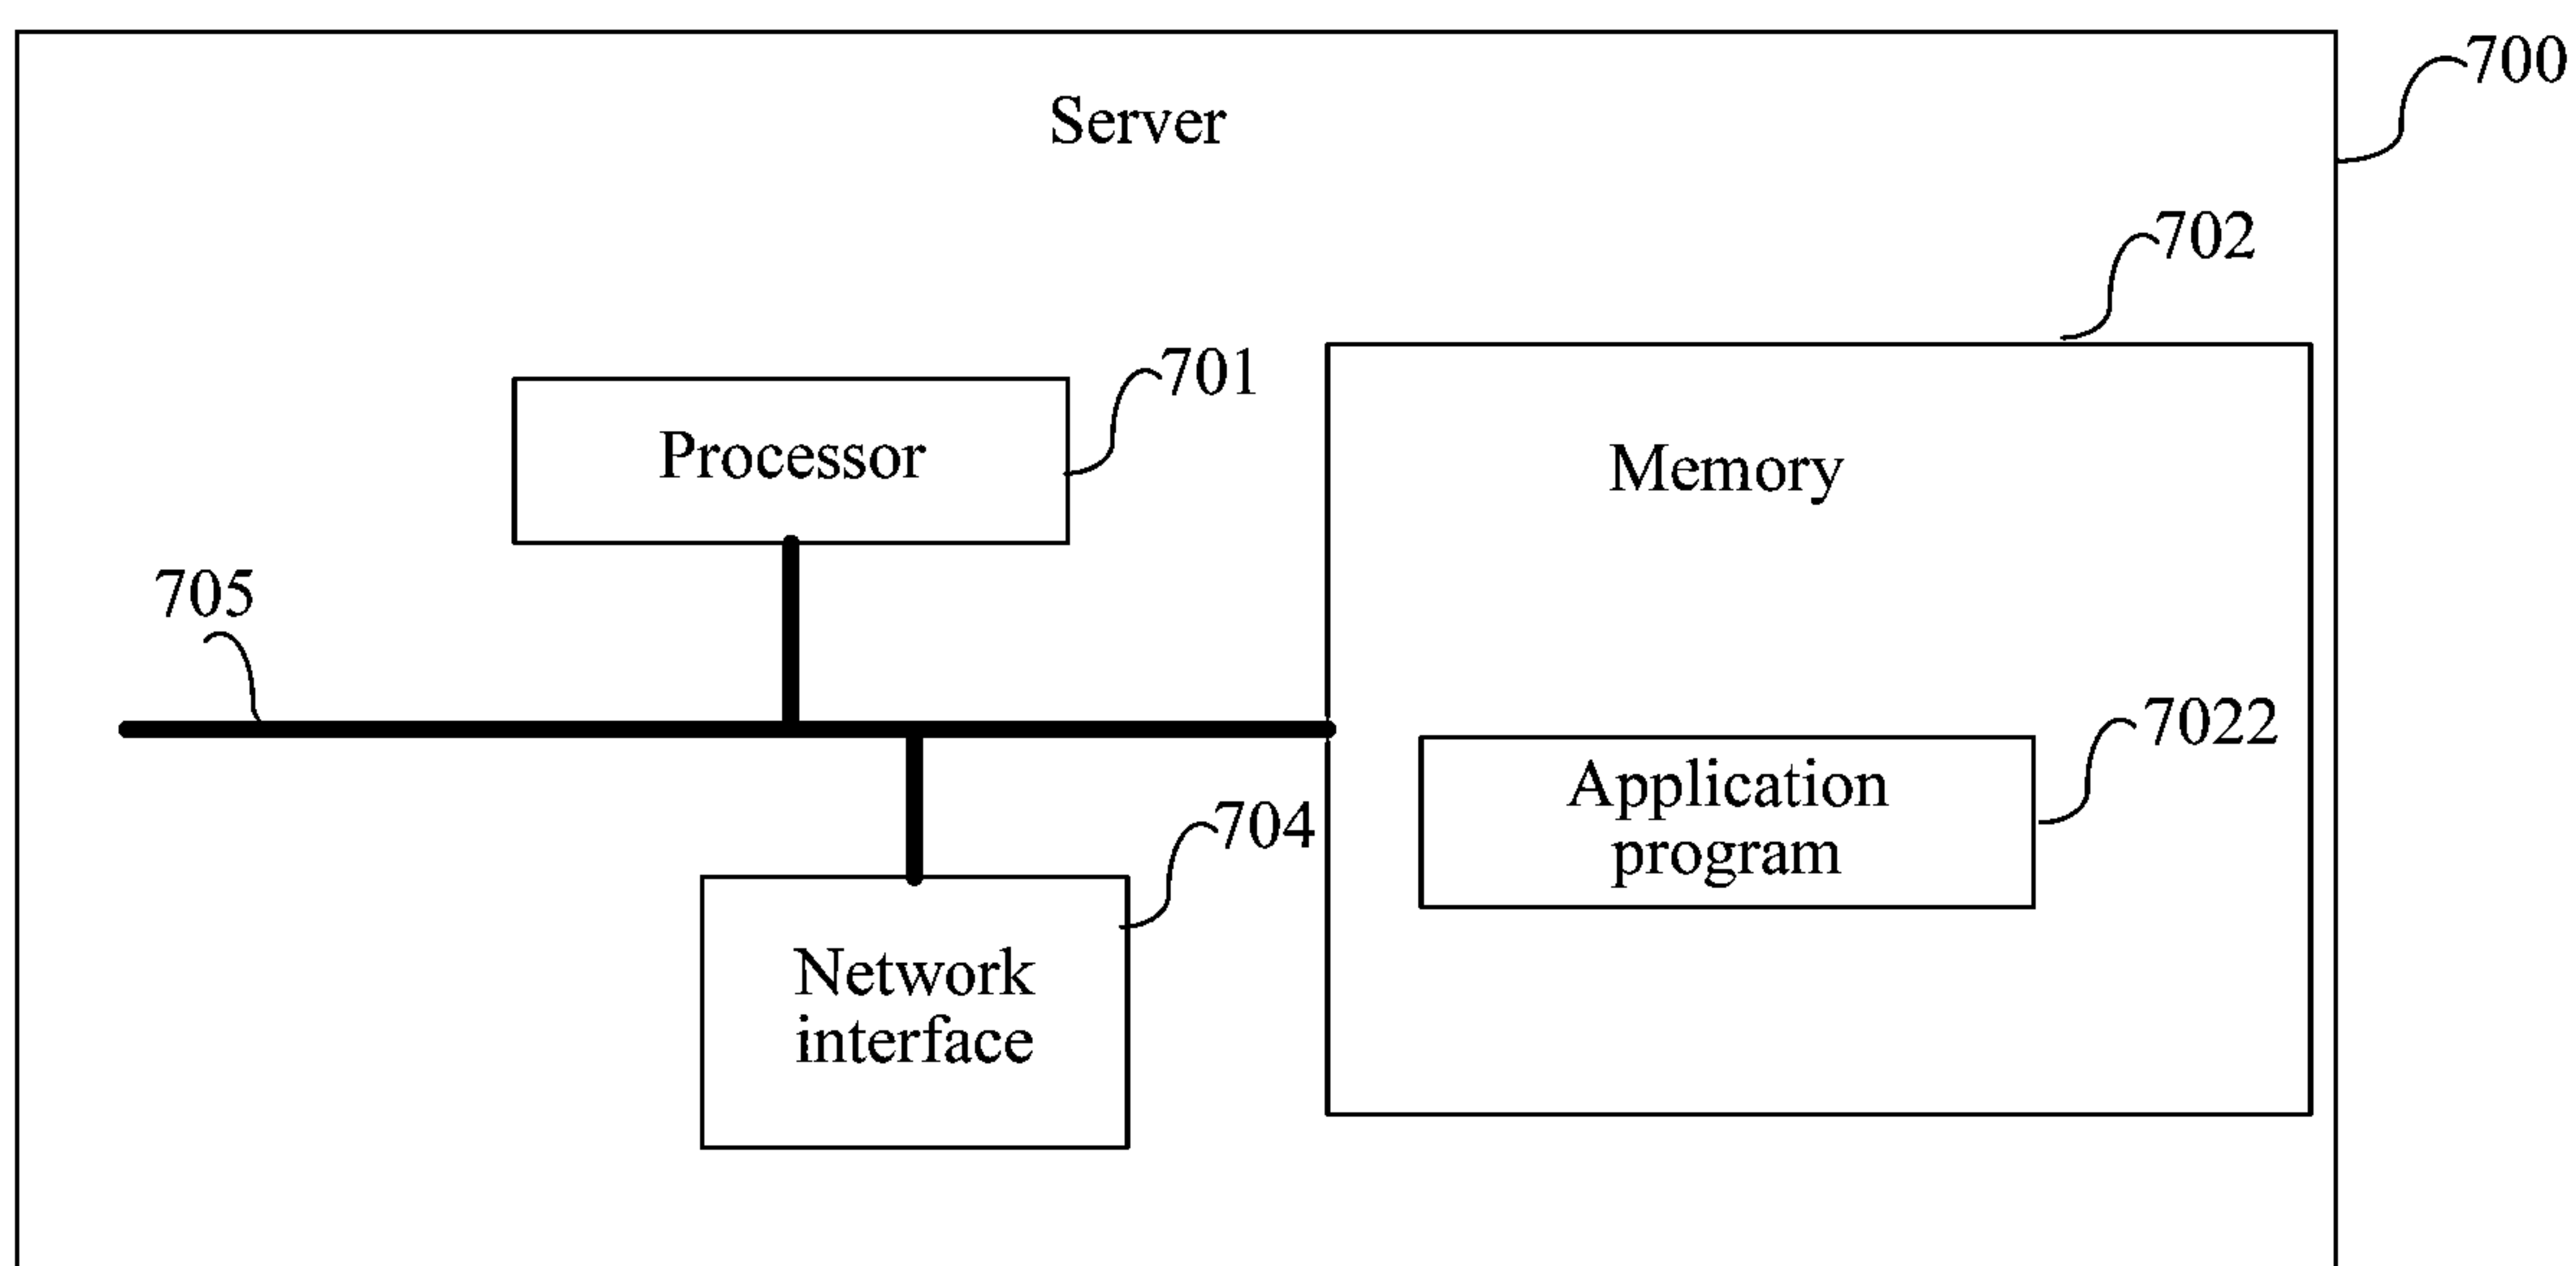 700
Server
702
701
Processor
Memory
705
7022
Application
program
704
Network
interface